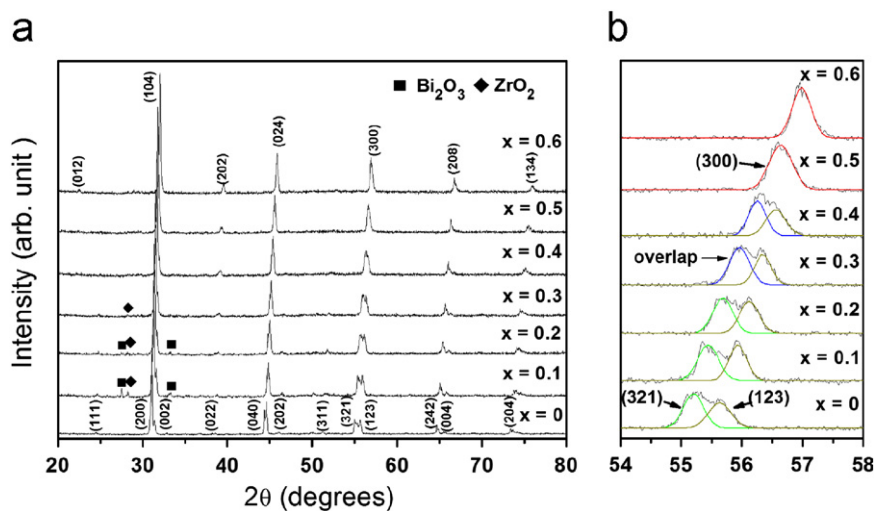 a
b
■ Bi2O3 ◆ ZrO2
(104)
(012)
(202)
(024)
(300)
(208)
(134)
x = 0.6
x = 0.5
x = 0.4
x = 0.3
x = 0.2
x = 0.1
x = 0
(111)
(200)
(002)
(022)
(040)
(202)
(311)
(321)
(123)
(242)
(004)
(204)
20 30 40 50 60 70 80
2θ (degrees)
Intensity (arb. unit)
x = 0.6
(300)
x = 0.5
x = 0.4
overlap
x = 0.3
x = 0.2
x = 0.1
(321)
(123)
x = 0
54 55 56 57 58